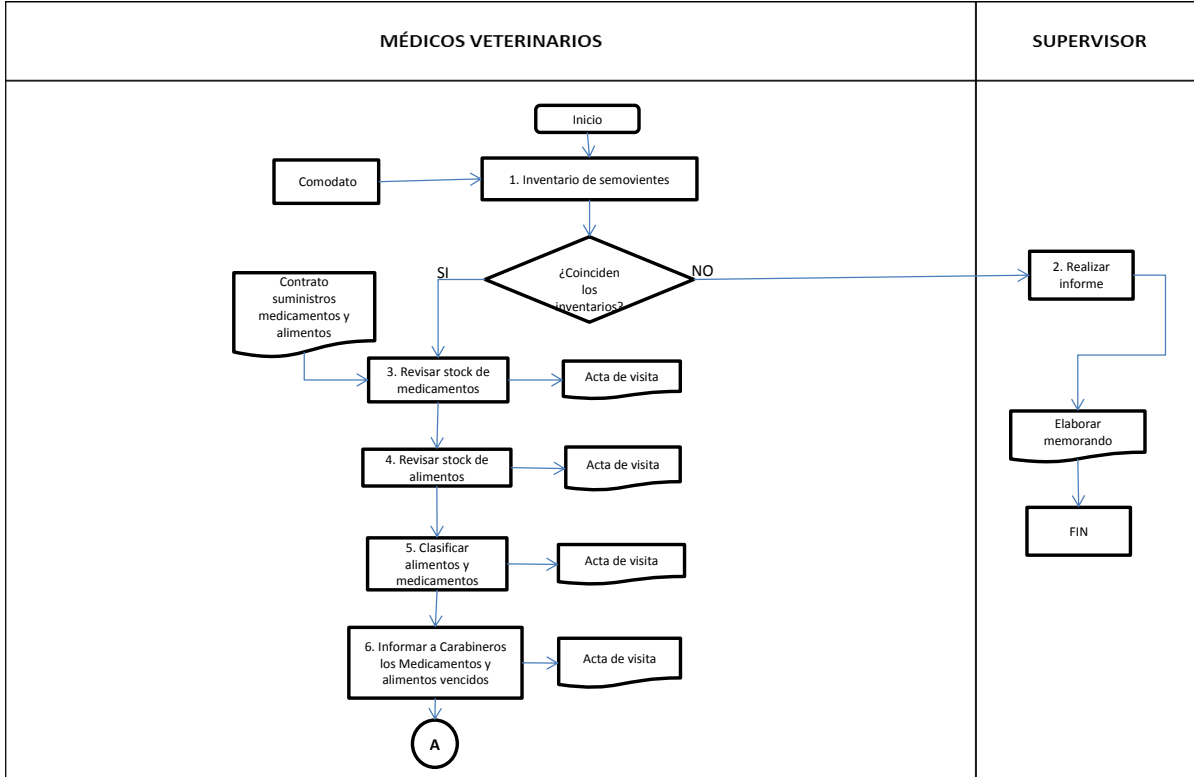 MÉDICOS VETERINARIOS
SUPERVISOR
Inicio
Comodato
1. Inventario de semovientes
¿Coinciden
los
inventarios?
SI
NO
2. Realizar
informe
Contrato
suministros
medicamentos y
alimentos
3. Revisar stock de
medicamentos
Acta de visita
Elaborar
memorando
4. Revisar stock de
alimentos
Acta de visita
FIN
5. Clasificar
alimentos y
medicamentos
Acta de visita
6. Informar a Carabineros
los Medicamentos y
alimentos vencidos
Acta de visita
A